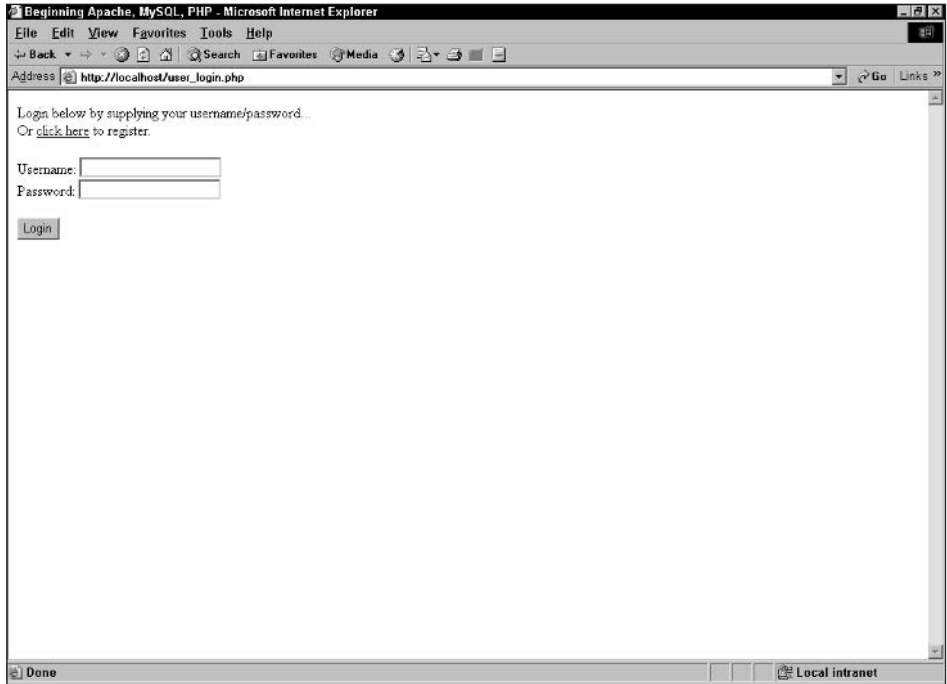 Beginning Apache, MySQL, PHP - Microsoft Internet Explorer
File Edit View Favorites Tools Help
Back Search Favorites Media
Address http://localhost/user_login.php Go Links »
Login below by supplying your username/password...
Or click here to register.
Username:
Password:
Login
Done Local intranet